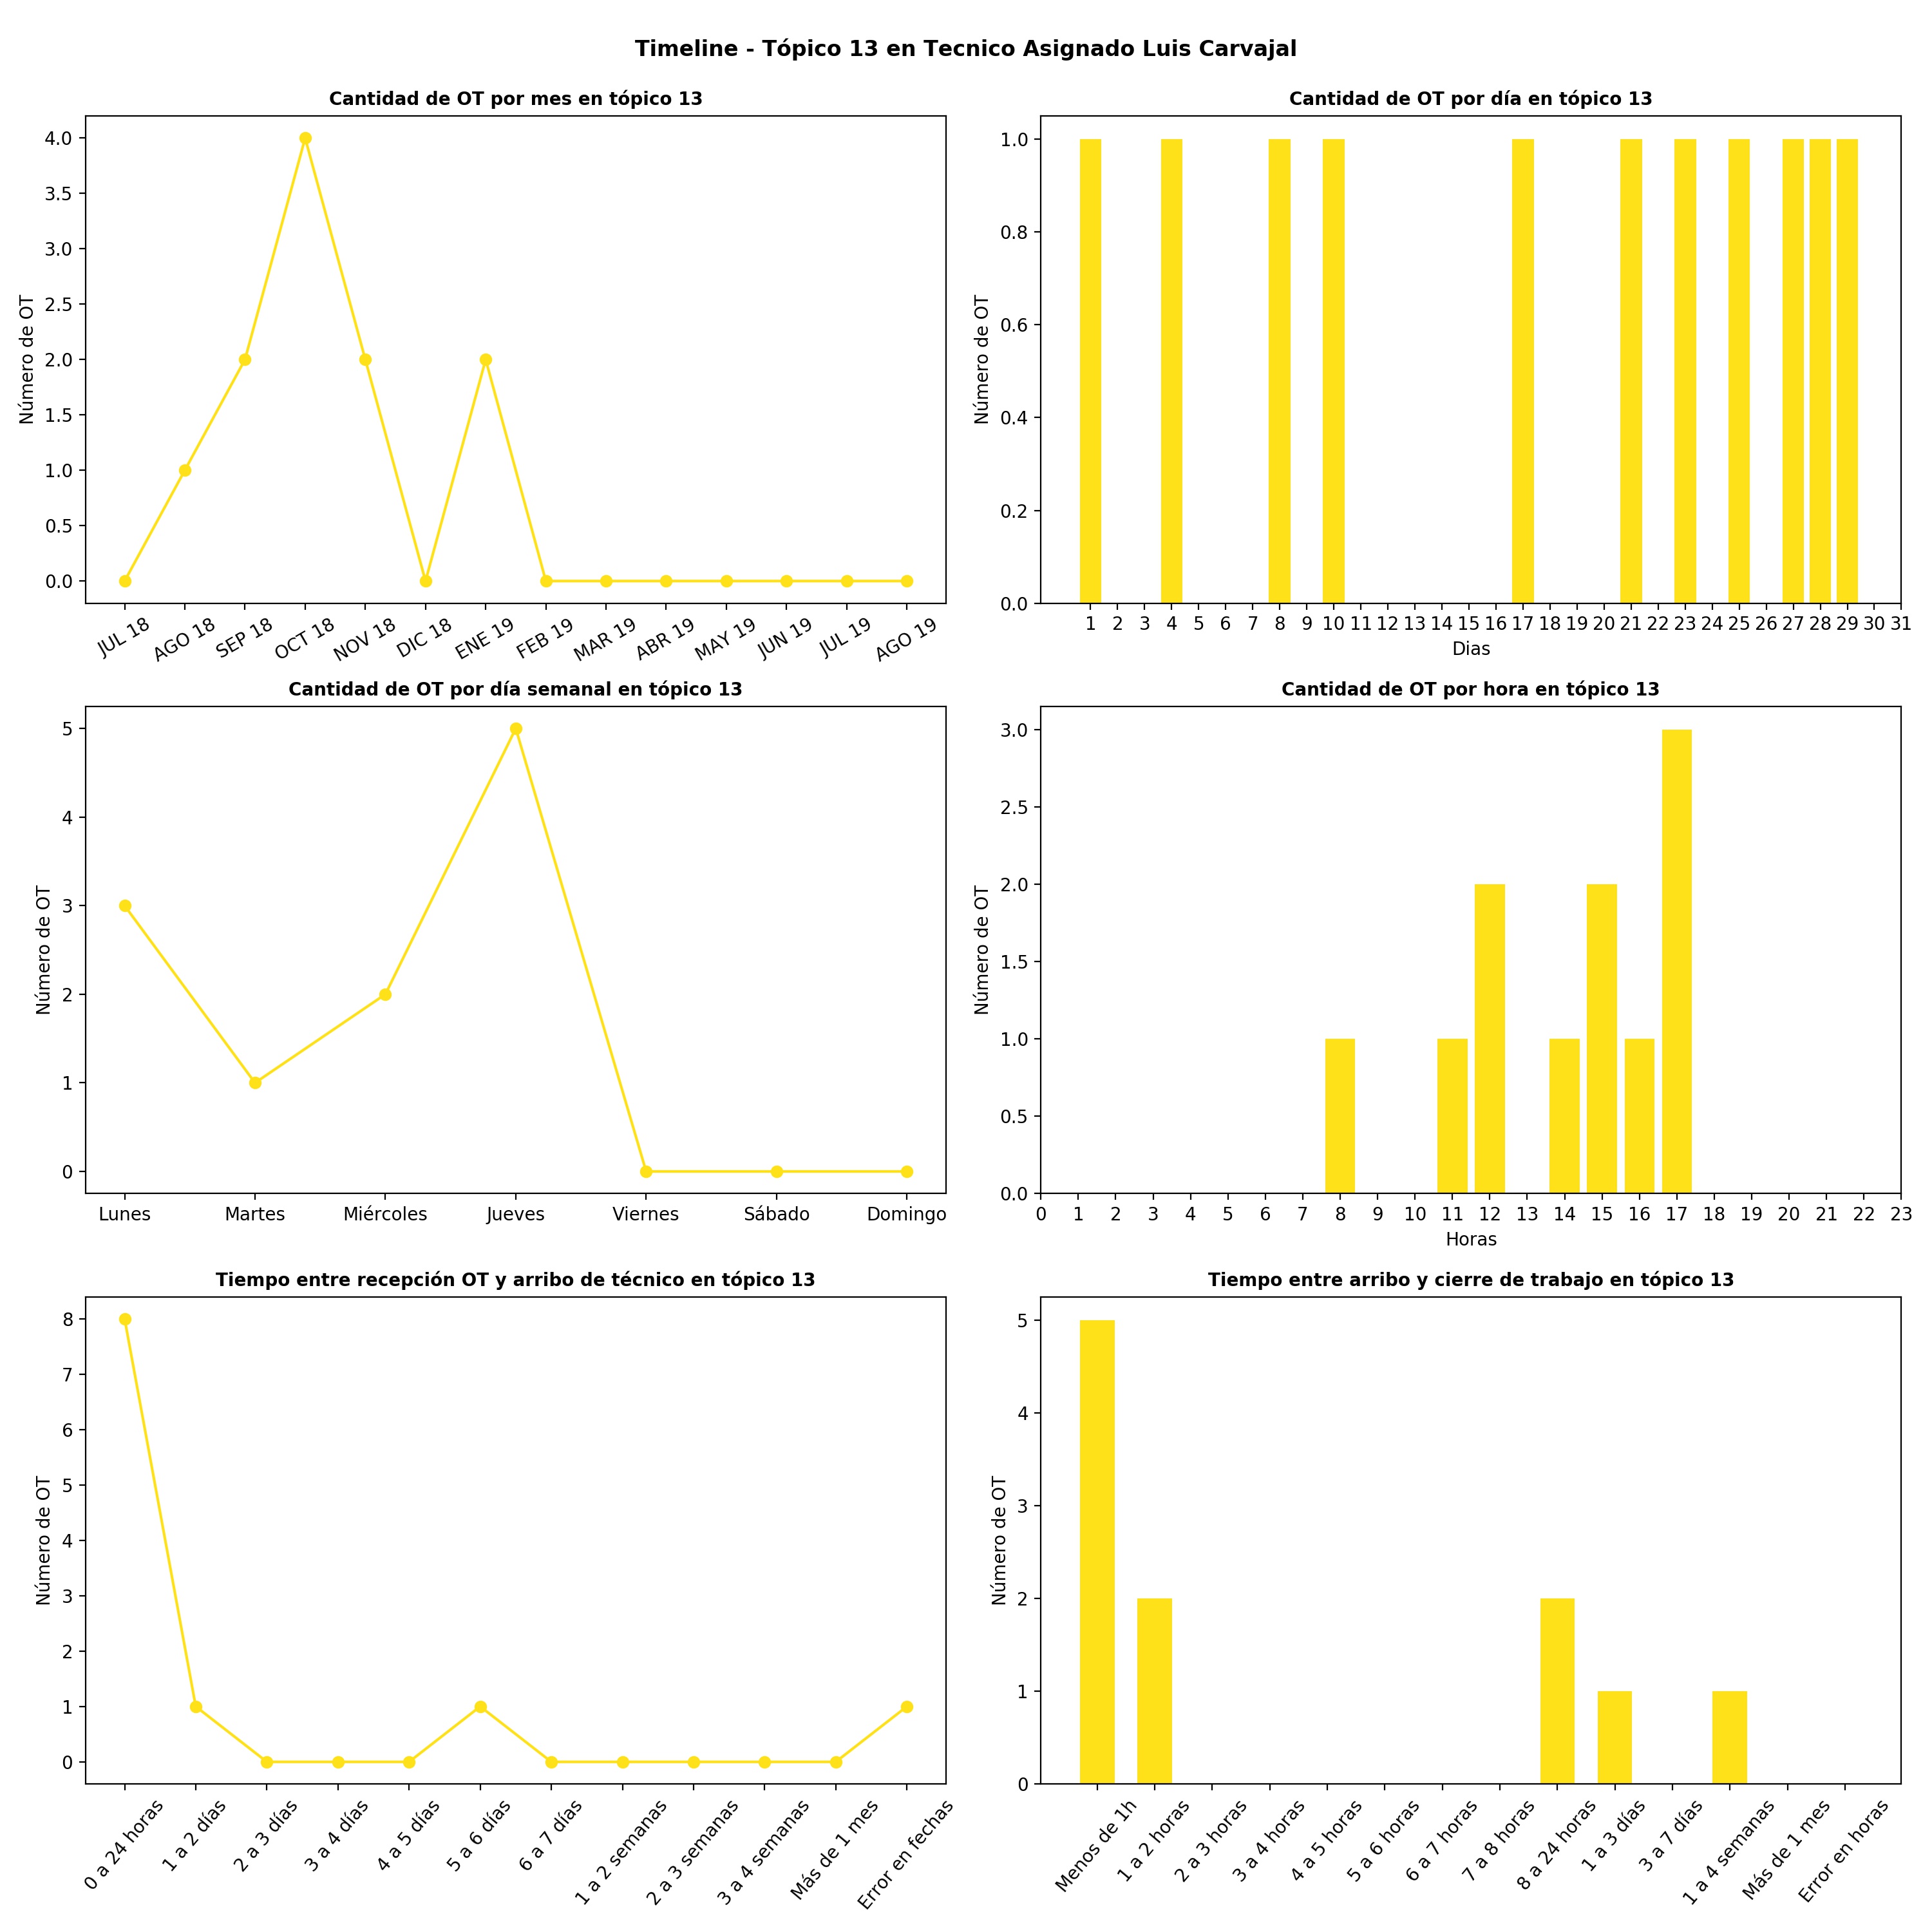 Timeline - Tópico 13 en Tecnico Asignado Luis Carvajal
Cantidad de OT por mes en tópico 13
Número de OT
4.0
3.5
3.0
2.5
2.0
1.5
1.0
0.5
0.0
JUL 18 AGO 18 SEP 18 OCT 18 NOV 18 DIC 18 ENE 19 FEB 19 MAR 19 ABR 19 MAY 19 JUN 19 JUL 19 AGO 19
Cantidad de OT por día en tópico 13
Número de OT
1.0
0.8
0.6
0.4
0.2
0.0
1 2 3 4 5 6 7 8 9 10 11 12 13 14 15 16 17 18 19 20 21 22 23 24 25 26 27 28 29 30 31
Dias
Cantidad de OT por día semanal en tópico 13
Número de OT
5
4
3
2
1
0
Lunes Martes Miércoles Jueves Viernes Sábado Domingo
Cantidad de OT por hora en tópico 13
Número de OT
3.0
2.5
2.0
1.5
1.0
0.5
0.0
0 1 2 3 4 5 6 7 8 9 10 11 12 13 14 15 16 17 18 19 20 21 22 23
Horas
Tiempo entre recepción OT y arribo de técnico en tópico 13
Número de OT
8
7
6
5
4
3
2
1
0
0 a 24 horas 1 a 2 días 2 a 3 días 3 a 4 días 4 a 5 días 5 a 6 días 6 a 7 días 1 a 2 semanas 2 a 3 semanas 3 a 4 semanas Más de 1 mes Error en fechas
Tiempo entre arribo y cierre de trabajo en tópico 13
Número de OT
5
4
3
2
1
0
Menos de 1h 1 a 2 horas 2 a 3 horas 3 a 4 horas 4 a 5 horas 5 a 6 horas 6 a 7 horas 7 a 8 horas 8 a 24 horas 1 a 3 días 3 a 7 días 1 a 4 semanas Más de 1 mes Error en horas